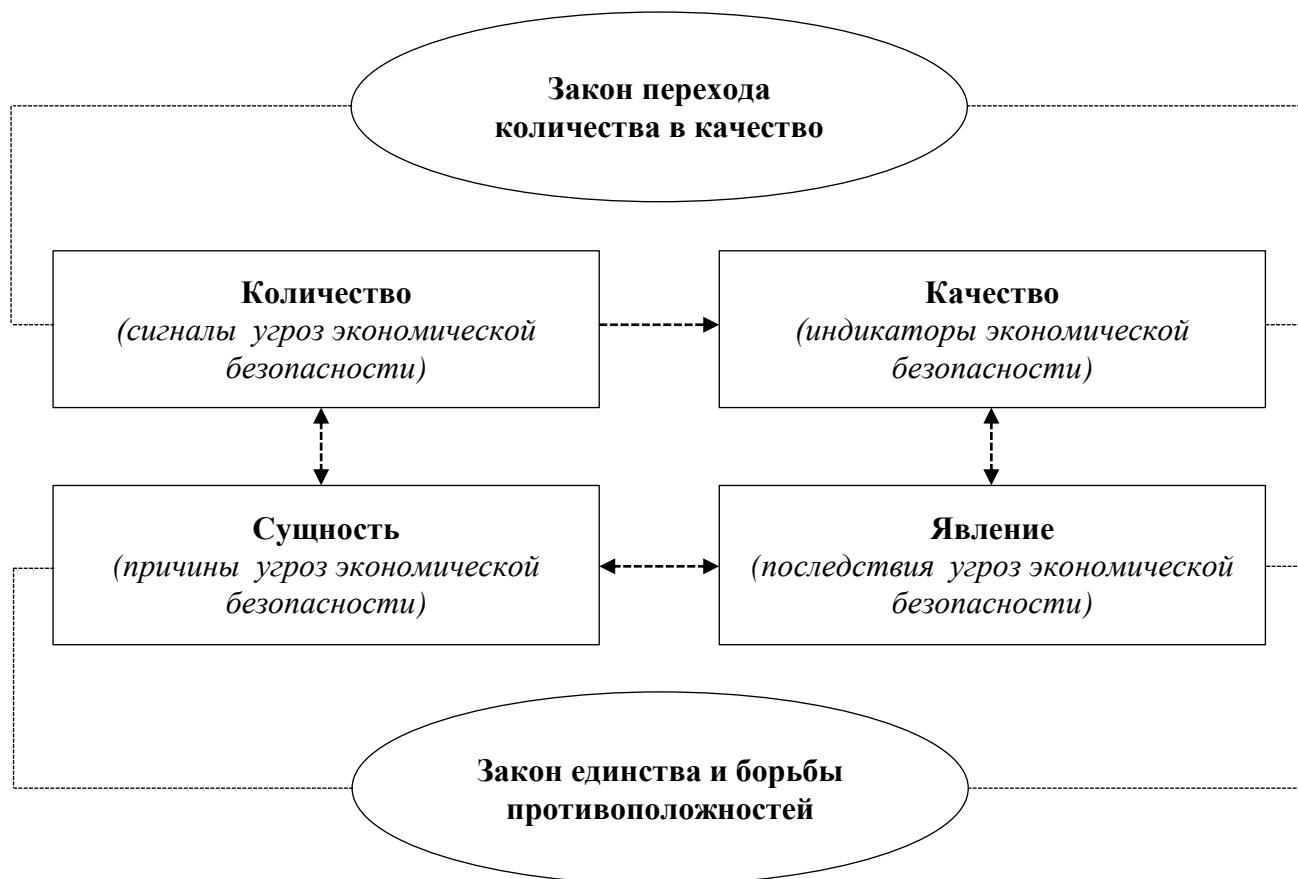 Закон перехода
количества в качество
Количество
(сигналы угроз экономической
безопасности)
Качество
(индикаторы экономической
безопасности)
Сущность
(причины угроз экономической
безопасности)
Явление
(последствия угроз экономической
безопасности)
Закон единства и борьбы
противоположностей